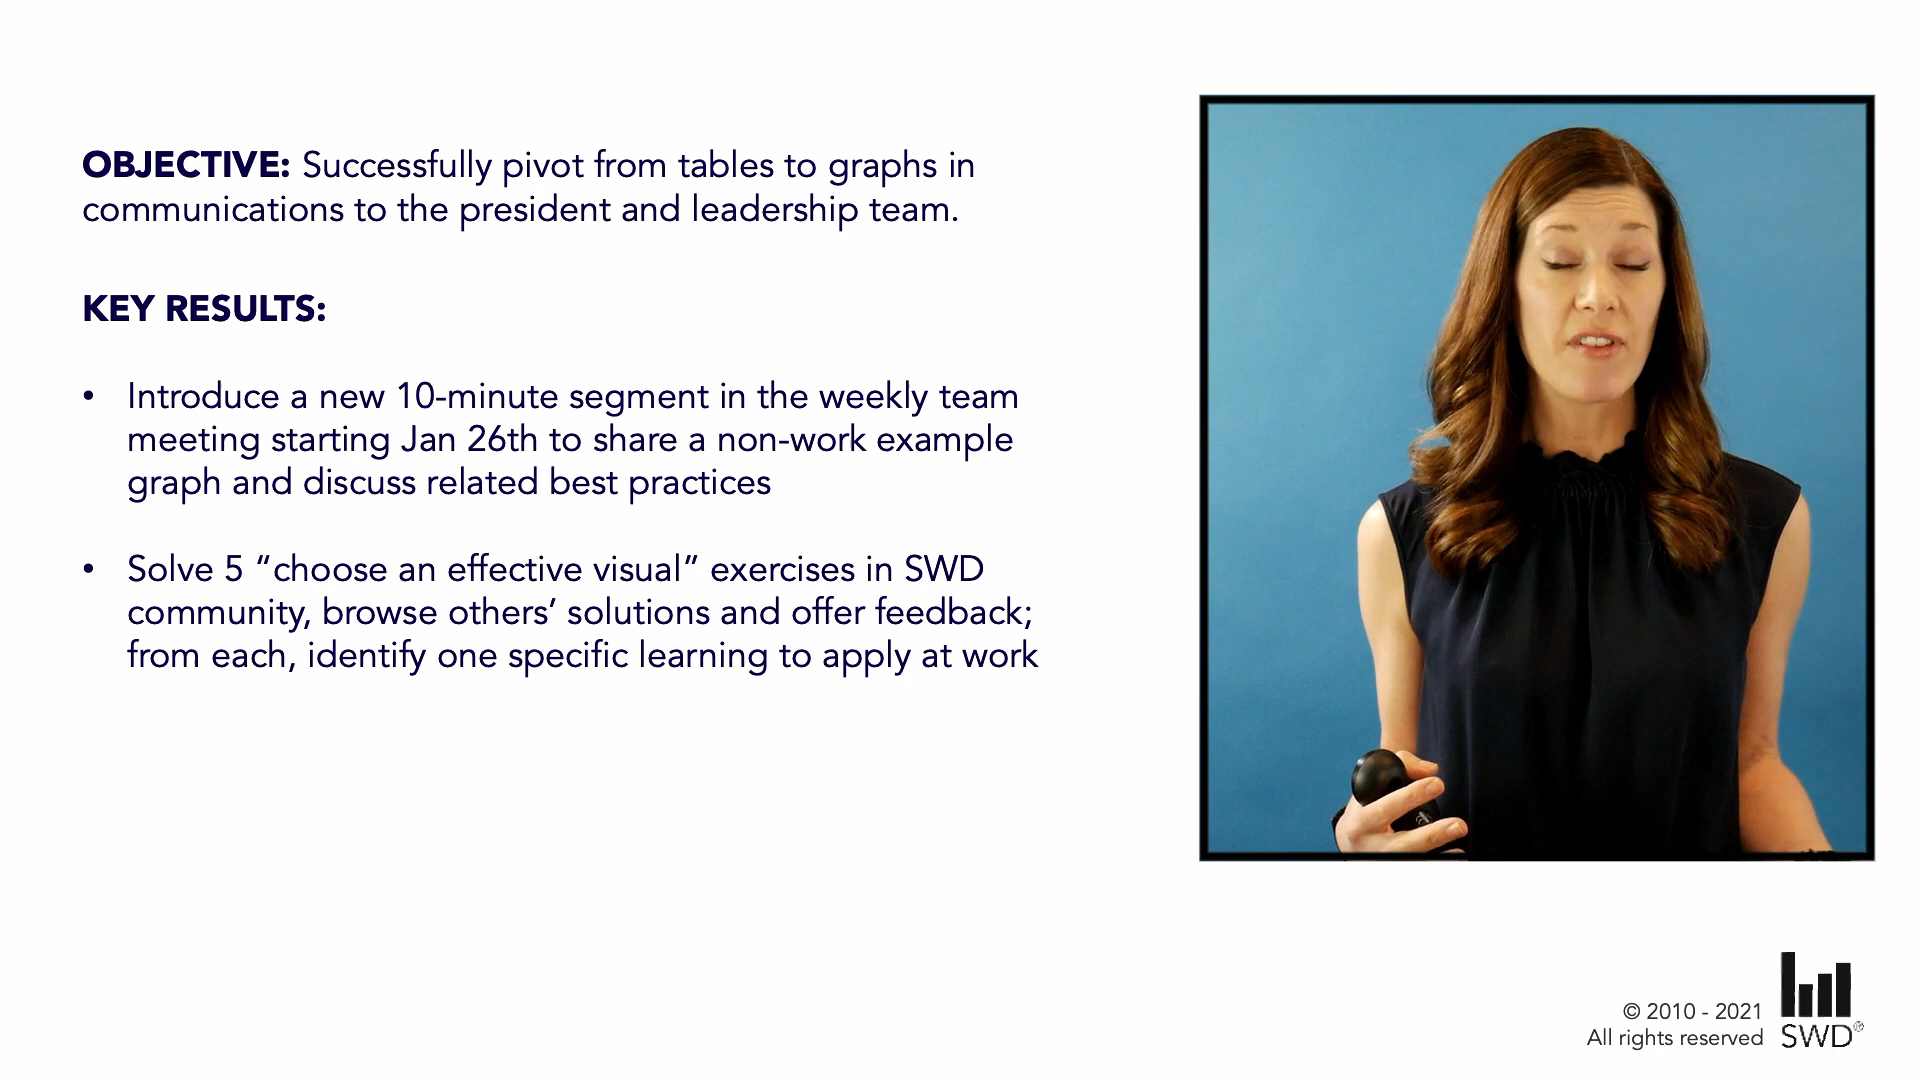 OBJECTIVE: Successfully pivot from tables to graphs in
communications to the president and leadership team.
KEY RESULTS:
• Introduce a new 10-minute segment in the weekly team
meeting starting Jan 26th to share a non-work example
graph and discuss related best practices
• Solve 5 “choose an effective visual” exercises in SWD
community, browse others’ solutions and offer feedback;
from each, identify one specific learning to apply at work
© 2010 - 2021
All rights reserved
SWD®